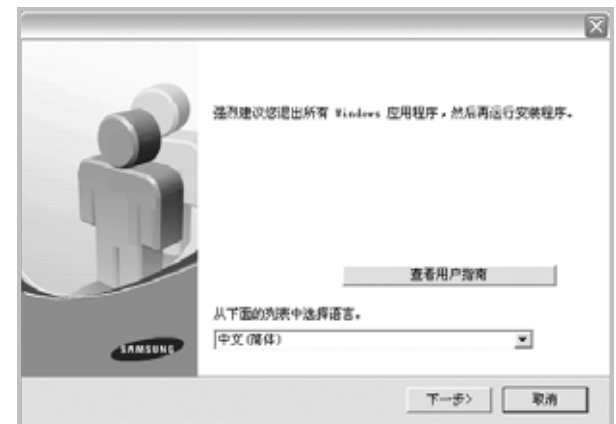 强烈建议您退出所有 Windows 应用程序，然后再运行安装程序。
查看用户指南
从下面的列表中选择语言。
SAMSUNG
中文(简体)
下一步>
取消